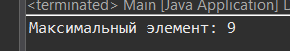 <terminated> Main [Java Application]
Максимальный элемент: 9